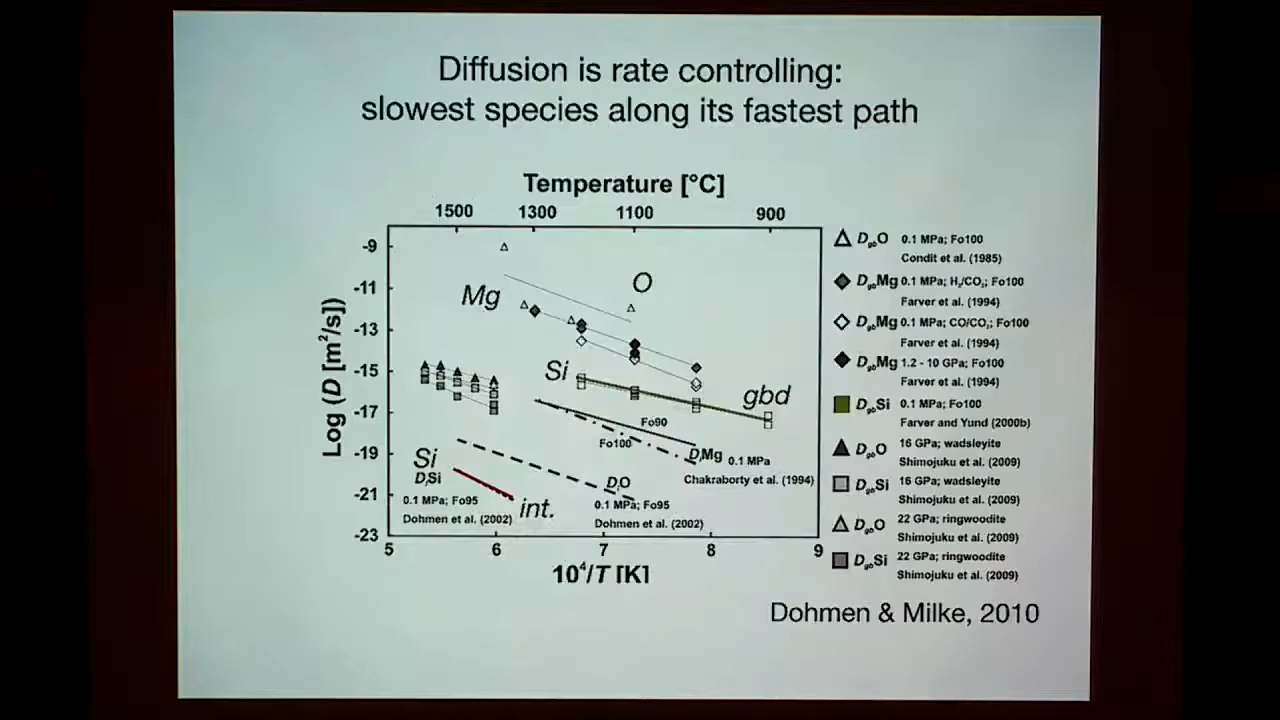 Diffusion is rate controlling:
slowest species along its fastest path
Temperature [°C]
1500 1300 1100 900
Log (D [m²/s])
-9
-11
-13
-15
-17
-19
-21
-23
Mg
O
Si
gbd
Fo90
Fo100
DₗMg 0.1 MPa
Chakraborty et al. (1994)
Si
DₗSi
0.1 MPa; Fo95
Dohmen et al. (2002)
int.
DₗO
0.1 MPa; Fo95
Dohmen et al. (2002)
5 6 7 8 9
10⁴/T [K]
DgbO 0.1 MPa; Fo100
Condit et al. (1985)
DgbMg 0.1 MPa; H₂/CO₂; Fo100
Farver et al. (1994)
DgbMg 0.1 MPa; CO/CO₂; Fo100
Farver et al. (1994)
DgbMg 1.2 - 10 GPa; Fo100
Farver et al. (1994)
DgbSi 0.1 MPa; Fo100
Farver and Yund (2000b)
DgbO 16 GPa; wadsleyite
Shimojuku et al. (2009)
DgbSi 16 GPa; wadsleyite
Shimojuku et al. (2009)
DgbO 22 GPa; ringwoodite
Shimojuku et al. (2009)
DgbSi 22 GPa; ringwoodite
Shimojuku et al. (2009)
Dohmen & Milke, 2010